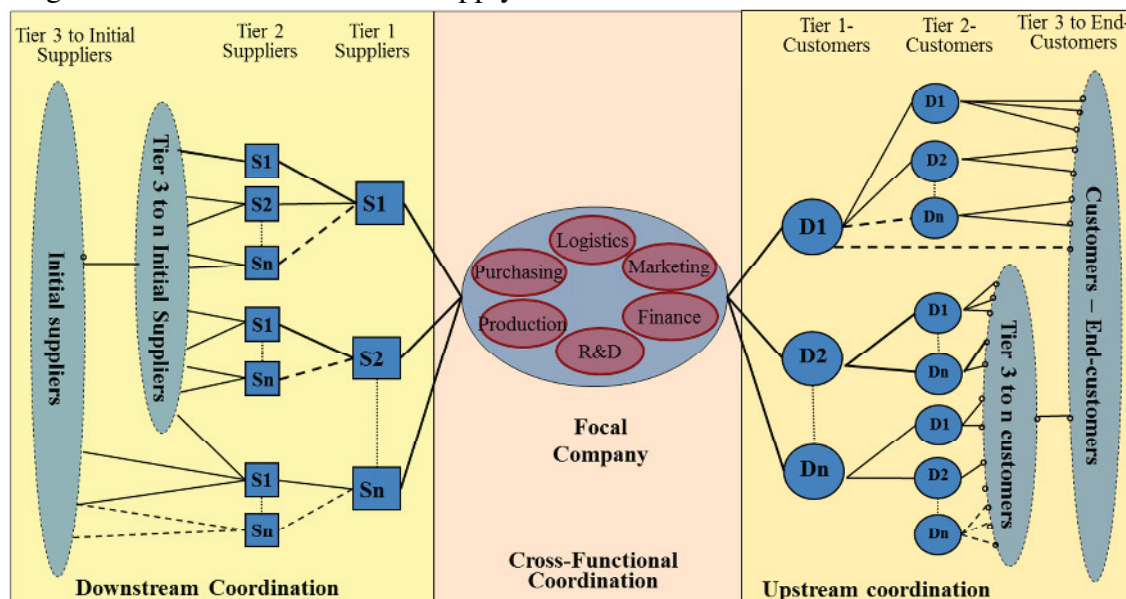 Tier 3 to Initial
Suppliers
Tier 2
Suppliers
Tier 1
Suppliers
Initial suppliers
Tier 3 to n Initial Suppliers
S1
S2
Sn
S1
Sn
S1
Sn
S1
S2
Sn
Downstream Coordination
Logistics
Purchasing
Marketing
Production
Finance
R&D
Focal
Company
Cross-Functional
Coordination
Tier 1-
Customers
Tier 2-
Customers
Tier 3 to End-
Customers
D1
D2
Dn
D1
D2
Dn
D1
Dn
D1
D2
Dn
Tier 3 to n customers
Customers – End-customers
Upstream coordination